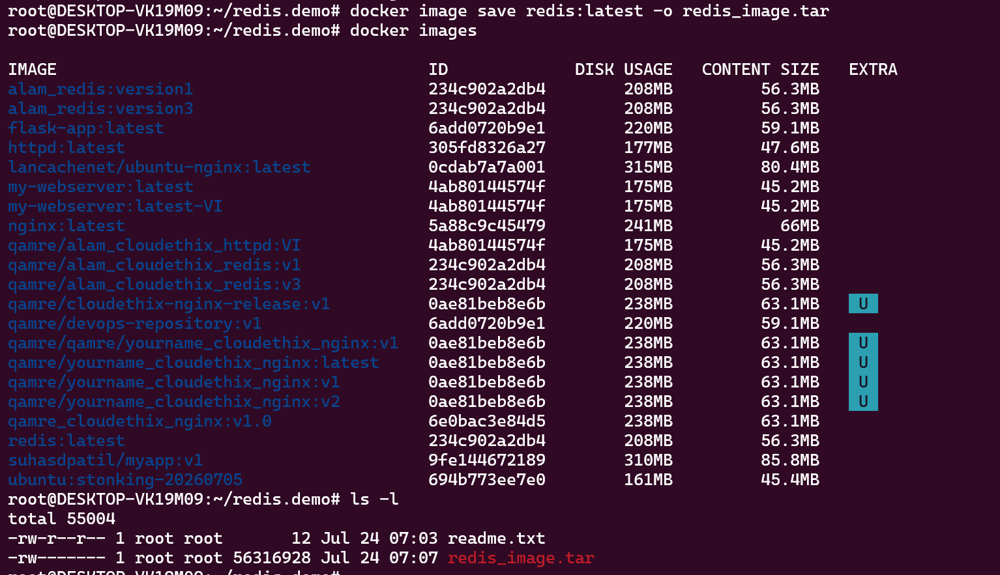 root@DESKTOP-VK19M09:~/redis.demo# docker image save redis:latest -o redis_image.tar
root@DESKTOP-VK19M09:~/redis.demo# docker images
IMAGE ID DISK USAGE CONTENT SIZE EXTRA
alam_redis:version1 234c902a2db4 208MB 56.3MB
alam_redis:version3 234c902a2db4 208MB 56.3MB
flask-app:latest 6add0720b9e1 220MB 59.1MB
httpd:latest 305fd8326a27 177MB 47.6MB
lancachenet/ubuntu-nginx:latest 0cdab7a7a001 315MB 80.4MB
my-webserver:latest 4ab80144574f 175MB 45.2MB
my-webserver:latest-VI 4ab80144574f 175MB 45.2MB
nginx:latest 5a88c9c45479 241MB 66MB
qamre/alam_cloudethix_httpd:VI 4ab80144574f 175MB 45.2MB
qamre/alam_cloudethix_redis:v1 234c902a2db4 208MB 56.3MB
qamre/alam_cloudethix_redis:v3 234c902a2db4 208MB 56.3MB
qamre/cloudethix-nginx-release:v1 0ae81beb8e6b 238MB 63.1MB U
qamre/devops-repository:v1 6add0720b9e1 220MB 59.1MB
qamre/qamre/yourname_cloudethix_nginx:v1 0ae81beb8e6b 238MB 63.1MB U
qamre/yourname_cloudethix_nginx:latest 0ae81beb8e6b 238MB 63.1MB U
qamre/yourname_cloudethix_nginx:v1 0ae81beb8e6b 238MB 63.1MB U
qamre/yourname_cloudethix_nginx:v2 0ae81beb8e6b 238MB 63.1MB U
qamre_cloudethix_nginx:v1.0 6e0bac3e84d5 238MB 63.1MB
redis:latest 234c902a2db4 208MB 56.3MB
suhasdpatil/myapp:v1 9fe144672189 310MB 85.8MB
ubuntu:stonking-20260705 694b773ee7e0 161MB 45.4MB
root@DESKTOP-VK19M09:~/redis.demo# ls -l
total 55004
-rw-r--r-- 1 root root 12 Jul 24 07:03 readme.txt
-rw------- 1 root root 56316928 Jul 24 07:07 redis_image.tar
root@DESKTOP-VK19M09:~/redis.demo#